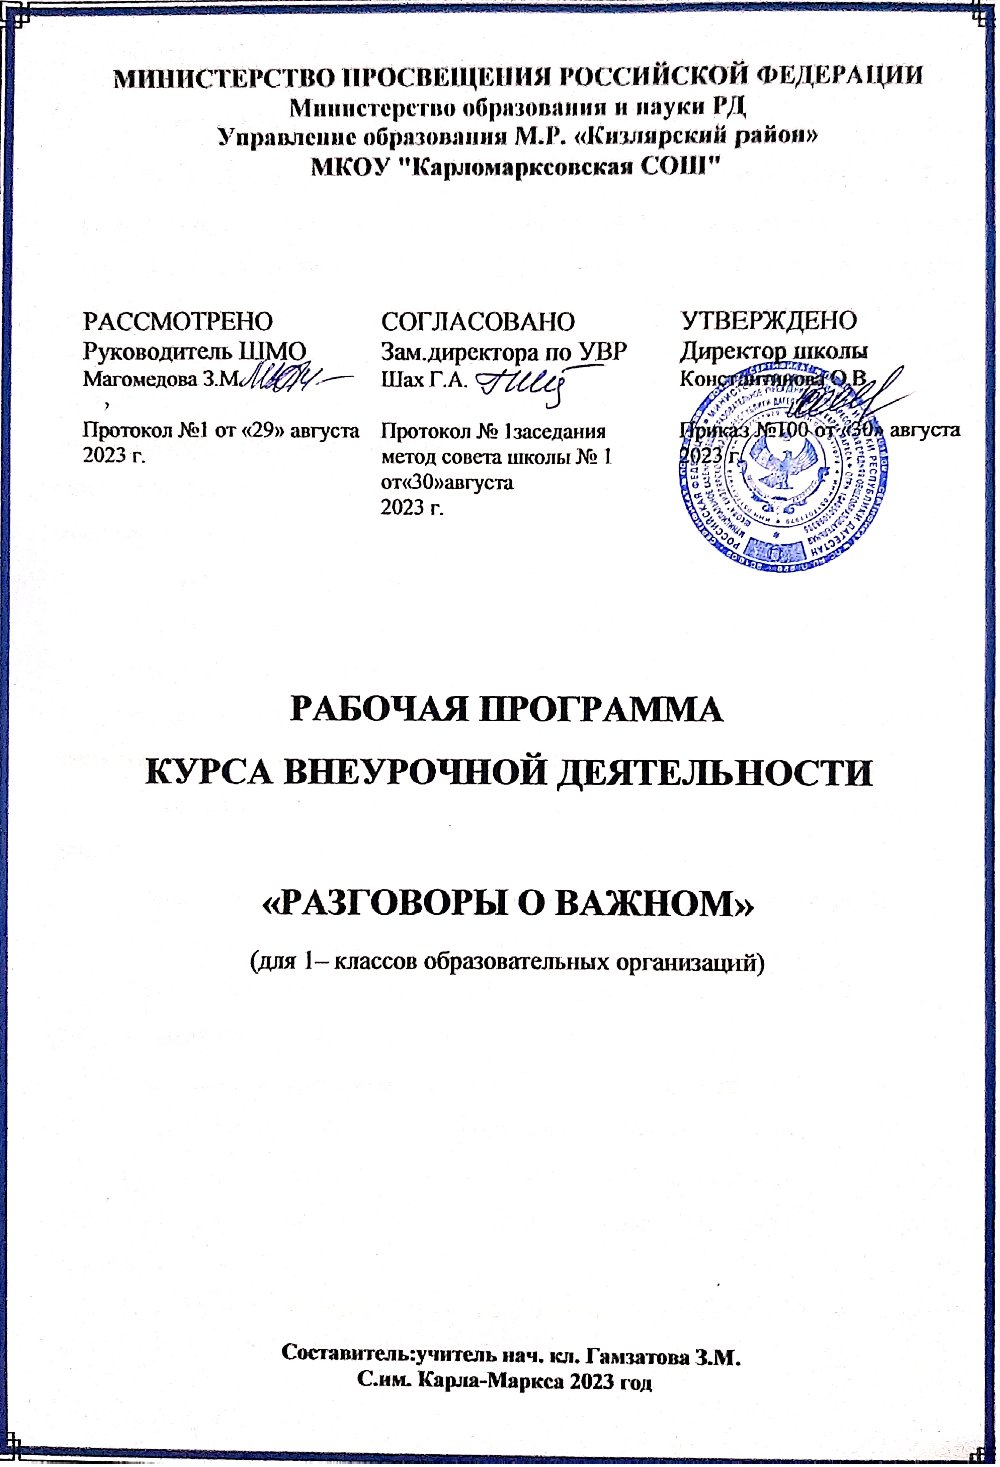 МИНИСТЕРСТВО ПРОСВЕЩЕНИЯ РОССИЙСКОЙ ФЕДЕРАЦИИ
Министерство образования и науки РД
Управление образования М.Р. «Кизлярский район»
МКОУ "Карломарксовская СОШ"
РАССМОТРЕНО
Руководитель ШМО
Магомедова З.М.
Протокол №1 от «29» августа
2023 г.
СОГЛАСОВАНО
Зам.директора по УВР
Шах Г.А.
Протокол № 1заседания
метод совета школы № 1
от«30»августа
2023 г.
УТВЕРЖДЕНО
Директор школы
Константинова О.В.
Приказ №100 от «30» августа
2023 г.
РАБОЧАЯ ПРОГРАММА
КУРСА ВНЕУРОЧНОЙ ДЕЯТЕЛЬНОСТИ
«РАЗГОВОРЫ О ВАЖНОМ»
(для 1– классов образовательных организаций)
Составитель:учитель нач. кл. Гамзатова З.М.
С.им. Карла-Маркса 2023 год